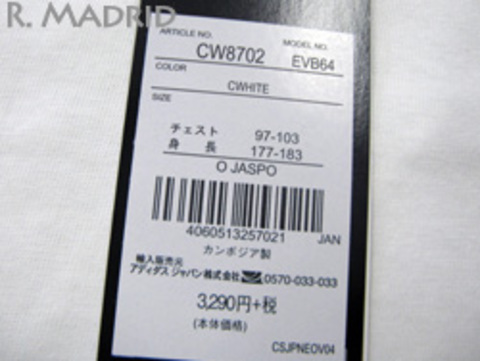 R. MADRID
ARTICLE NO. MODEL NO.
CW8702 EVB64
COLOR
CWHITE
SIZE
チェスト 97-103
身長 177-183
O JASPO
4060513257021 JAN
カンボジア製
輸入販売元
アディダス ジャパン株式会社 0570-033-033
3,290円+税
(本体価格)
CSJPNEOV04